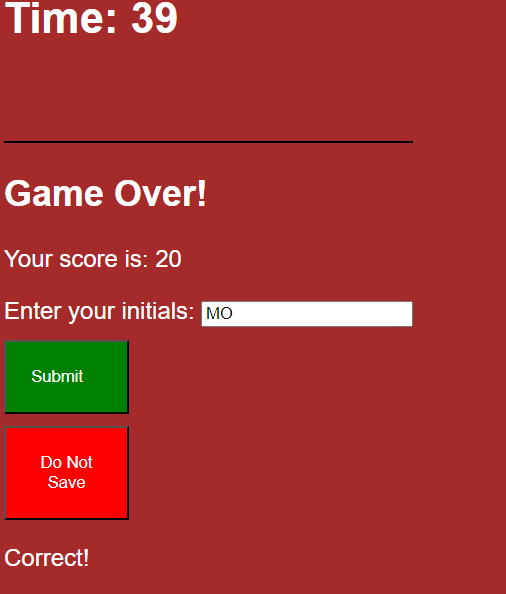 Time: 39
Game Over!
Your score is: 20
Enter your initials: MO
Submit
Do Not
Save
Correct!